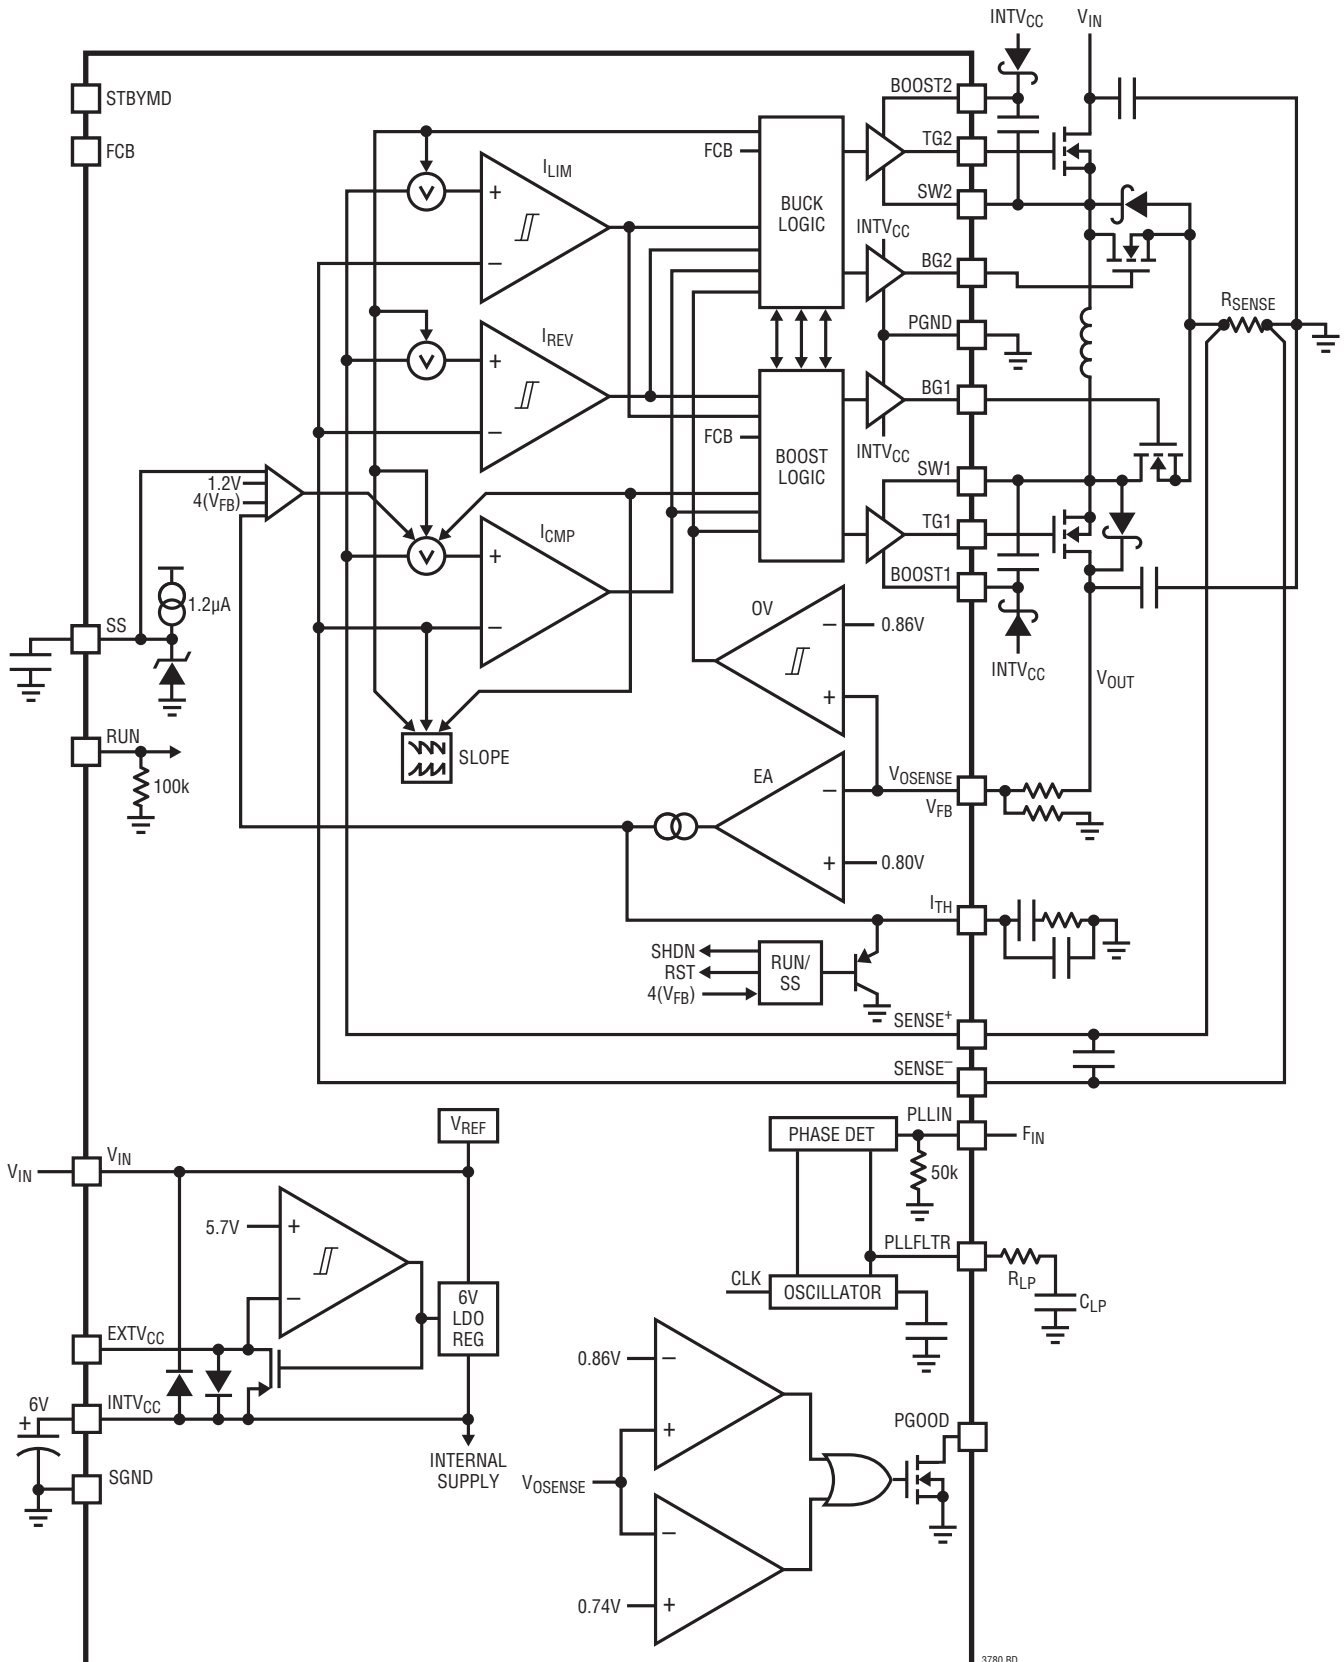 INTVCC
VIN
STBYMD
FCB
BOOST2
TG2
SW2
FCB
ILIM
+
−
BUCK
LOGIC
INTVCC
BG2
PGND
RSENSE
IREV
+
−
BG1
FCB
INTVCC
BOOST
LOGIC
SW1
TG1
BOOST1
1.2V
4(VFB)
ICMP
+
−
1.2µA
SS
OV
−
0.86V
+
INTVCC
VOUT
RUN
100k
SLOPE
EA
−
+
0.80V
VOSENSE
VFB
ITH
SHDN
RST
4(VFB)
RUN/
SS
SENSE+
SENSE−
PLLIN
FIN
PHASE DET
50k
VREF
VIN
VIN
5.7V
+
−
6V
LDO
REG
PLLFLTR
RLP
CLP
CLK
OSCILLATOR
EXTVCC
INTVCC
6V
+
SGND
INTERNAL
SUPPLY
0.86V
−
+
VOSENSE
−
0.74V
+
PGOOD
3780 BD